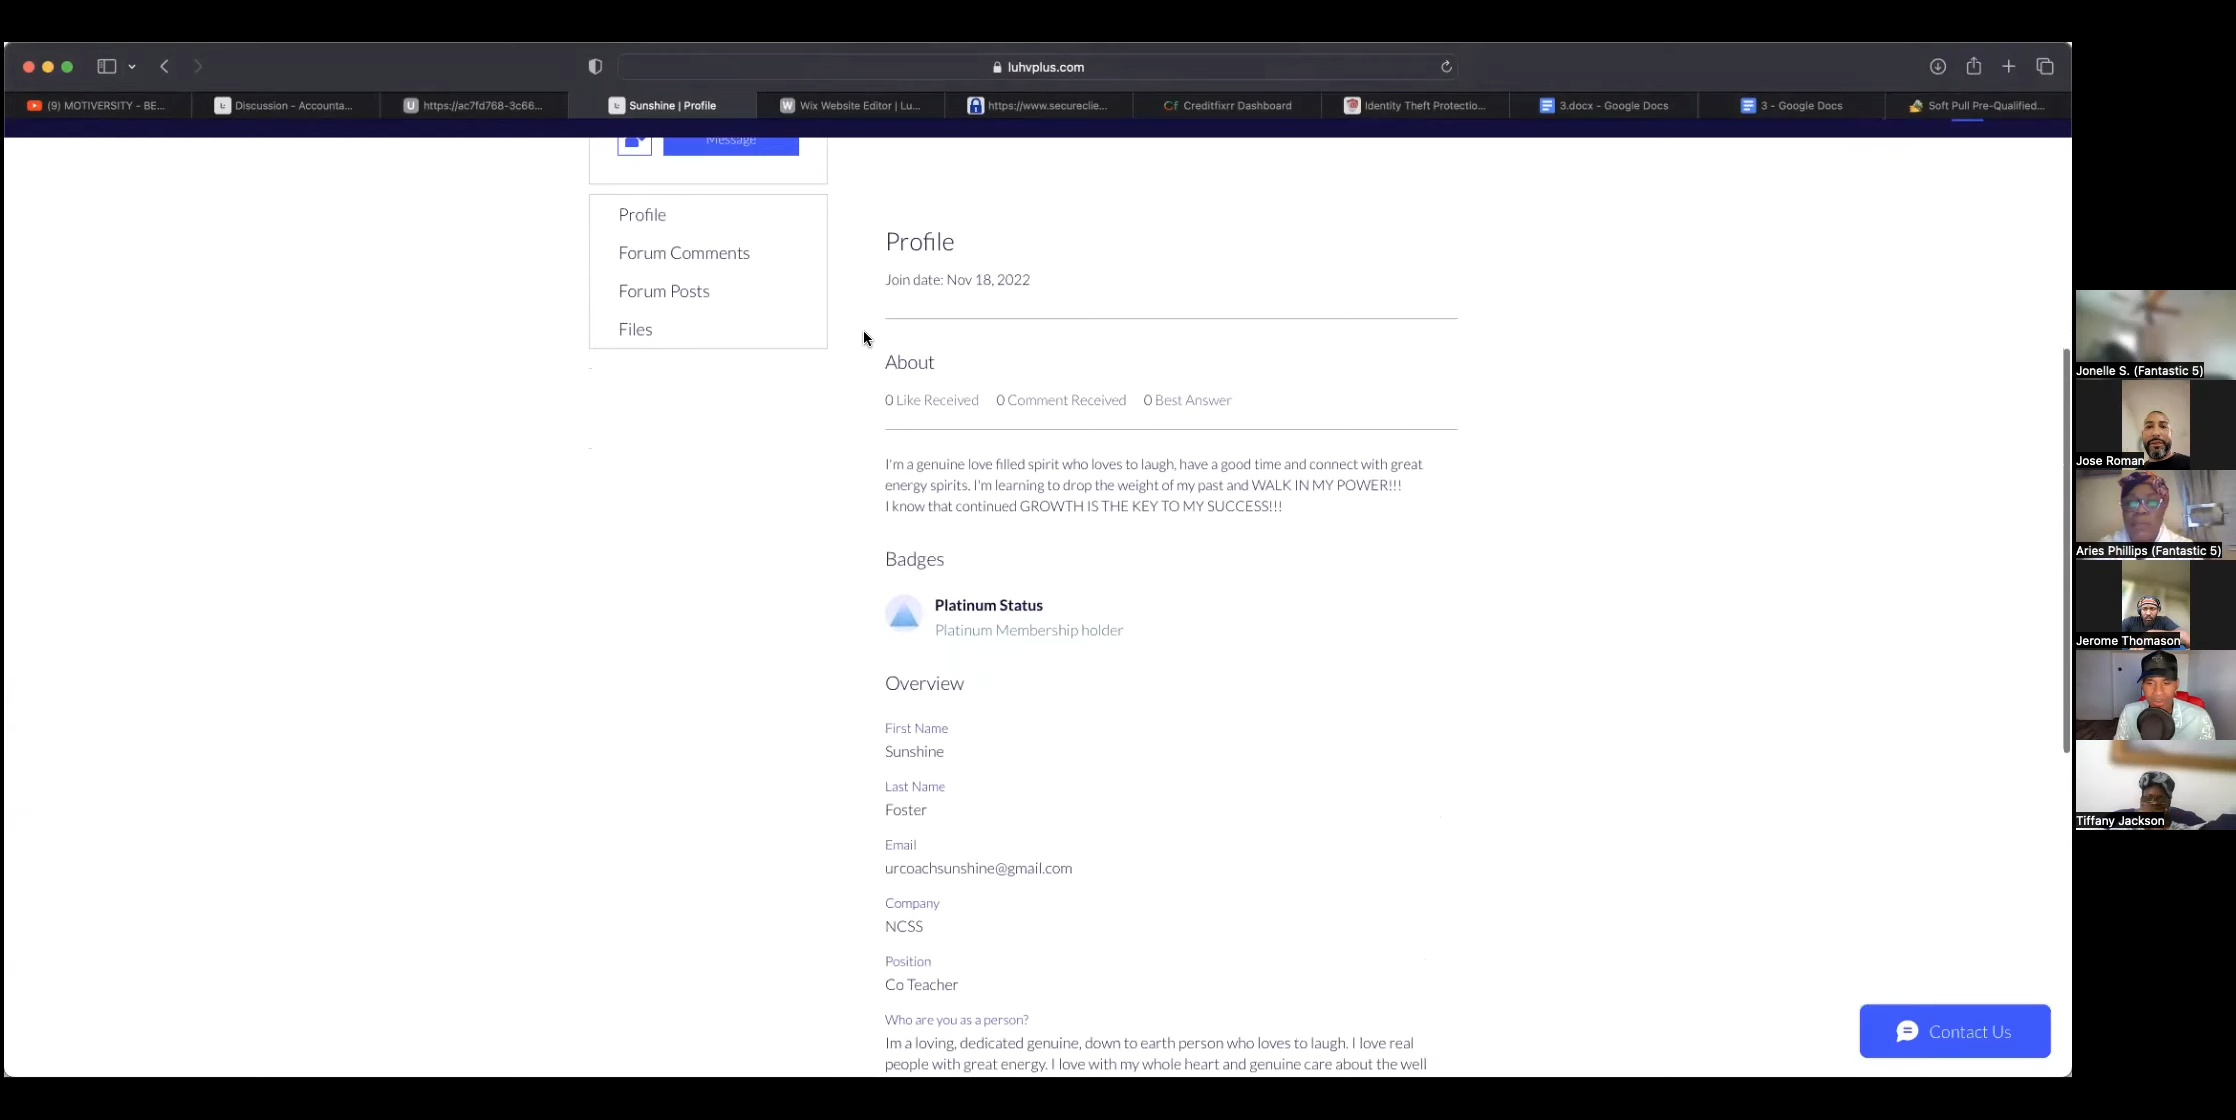 luhvplus.com
(9) MOTIVERSITY - BE...
Discussion - Accounta...
https://ac7fd768-3c66...
Sunshine | Profile
Wix Website Editor | Lu...
https://www.secureclie...
Creditfixrr Dashboard
Identity Theft Protectio...
3.docx - Google Docs
3 - Google Docs
Soft Pull Pre-Qualified...
Message
Profile
Forum Comments
Forum Posts
Files
Profile
Join date: Nov 18, 2022
About
0 Like Received 0 Comment Received 0 Best Answer
I'm a genuine love filled spirit who loves to laugh, have a good time and connect with great
energy spirits. I'm learning to drop the weight of my past and WALK IN MY POWER!!!
I know that continued GROWTH IS THE KEY TO MY SUCCESS!!!
Badges
Platinum Status
Platinum Membership holder
Overview
First Name
Sunshine
Last Name
Foster
Email
urcoachsunshine@gmail.com
Company
NCSS
Position
Co Teacher
Who are you as a person?
Im a loving, dedicated genuine, down to earth person who loves to laugh. I love real
people with great energy. I love with my whole heart and genuine care about the well
Contact Us
Jonelle S. (Fantastic 5)
Jose Roman
Aries Phillips (Fantastic 5)
Jerome Thomason
Tiffany Jackson